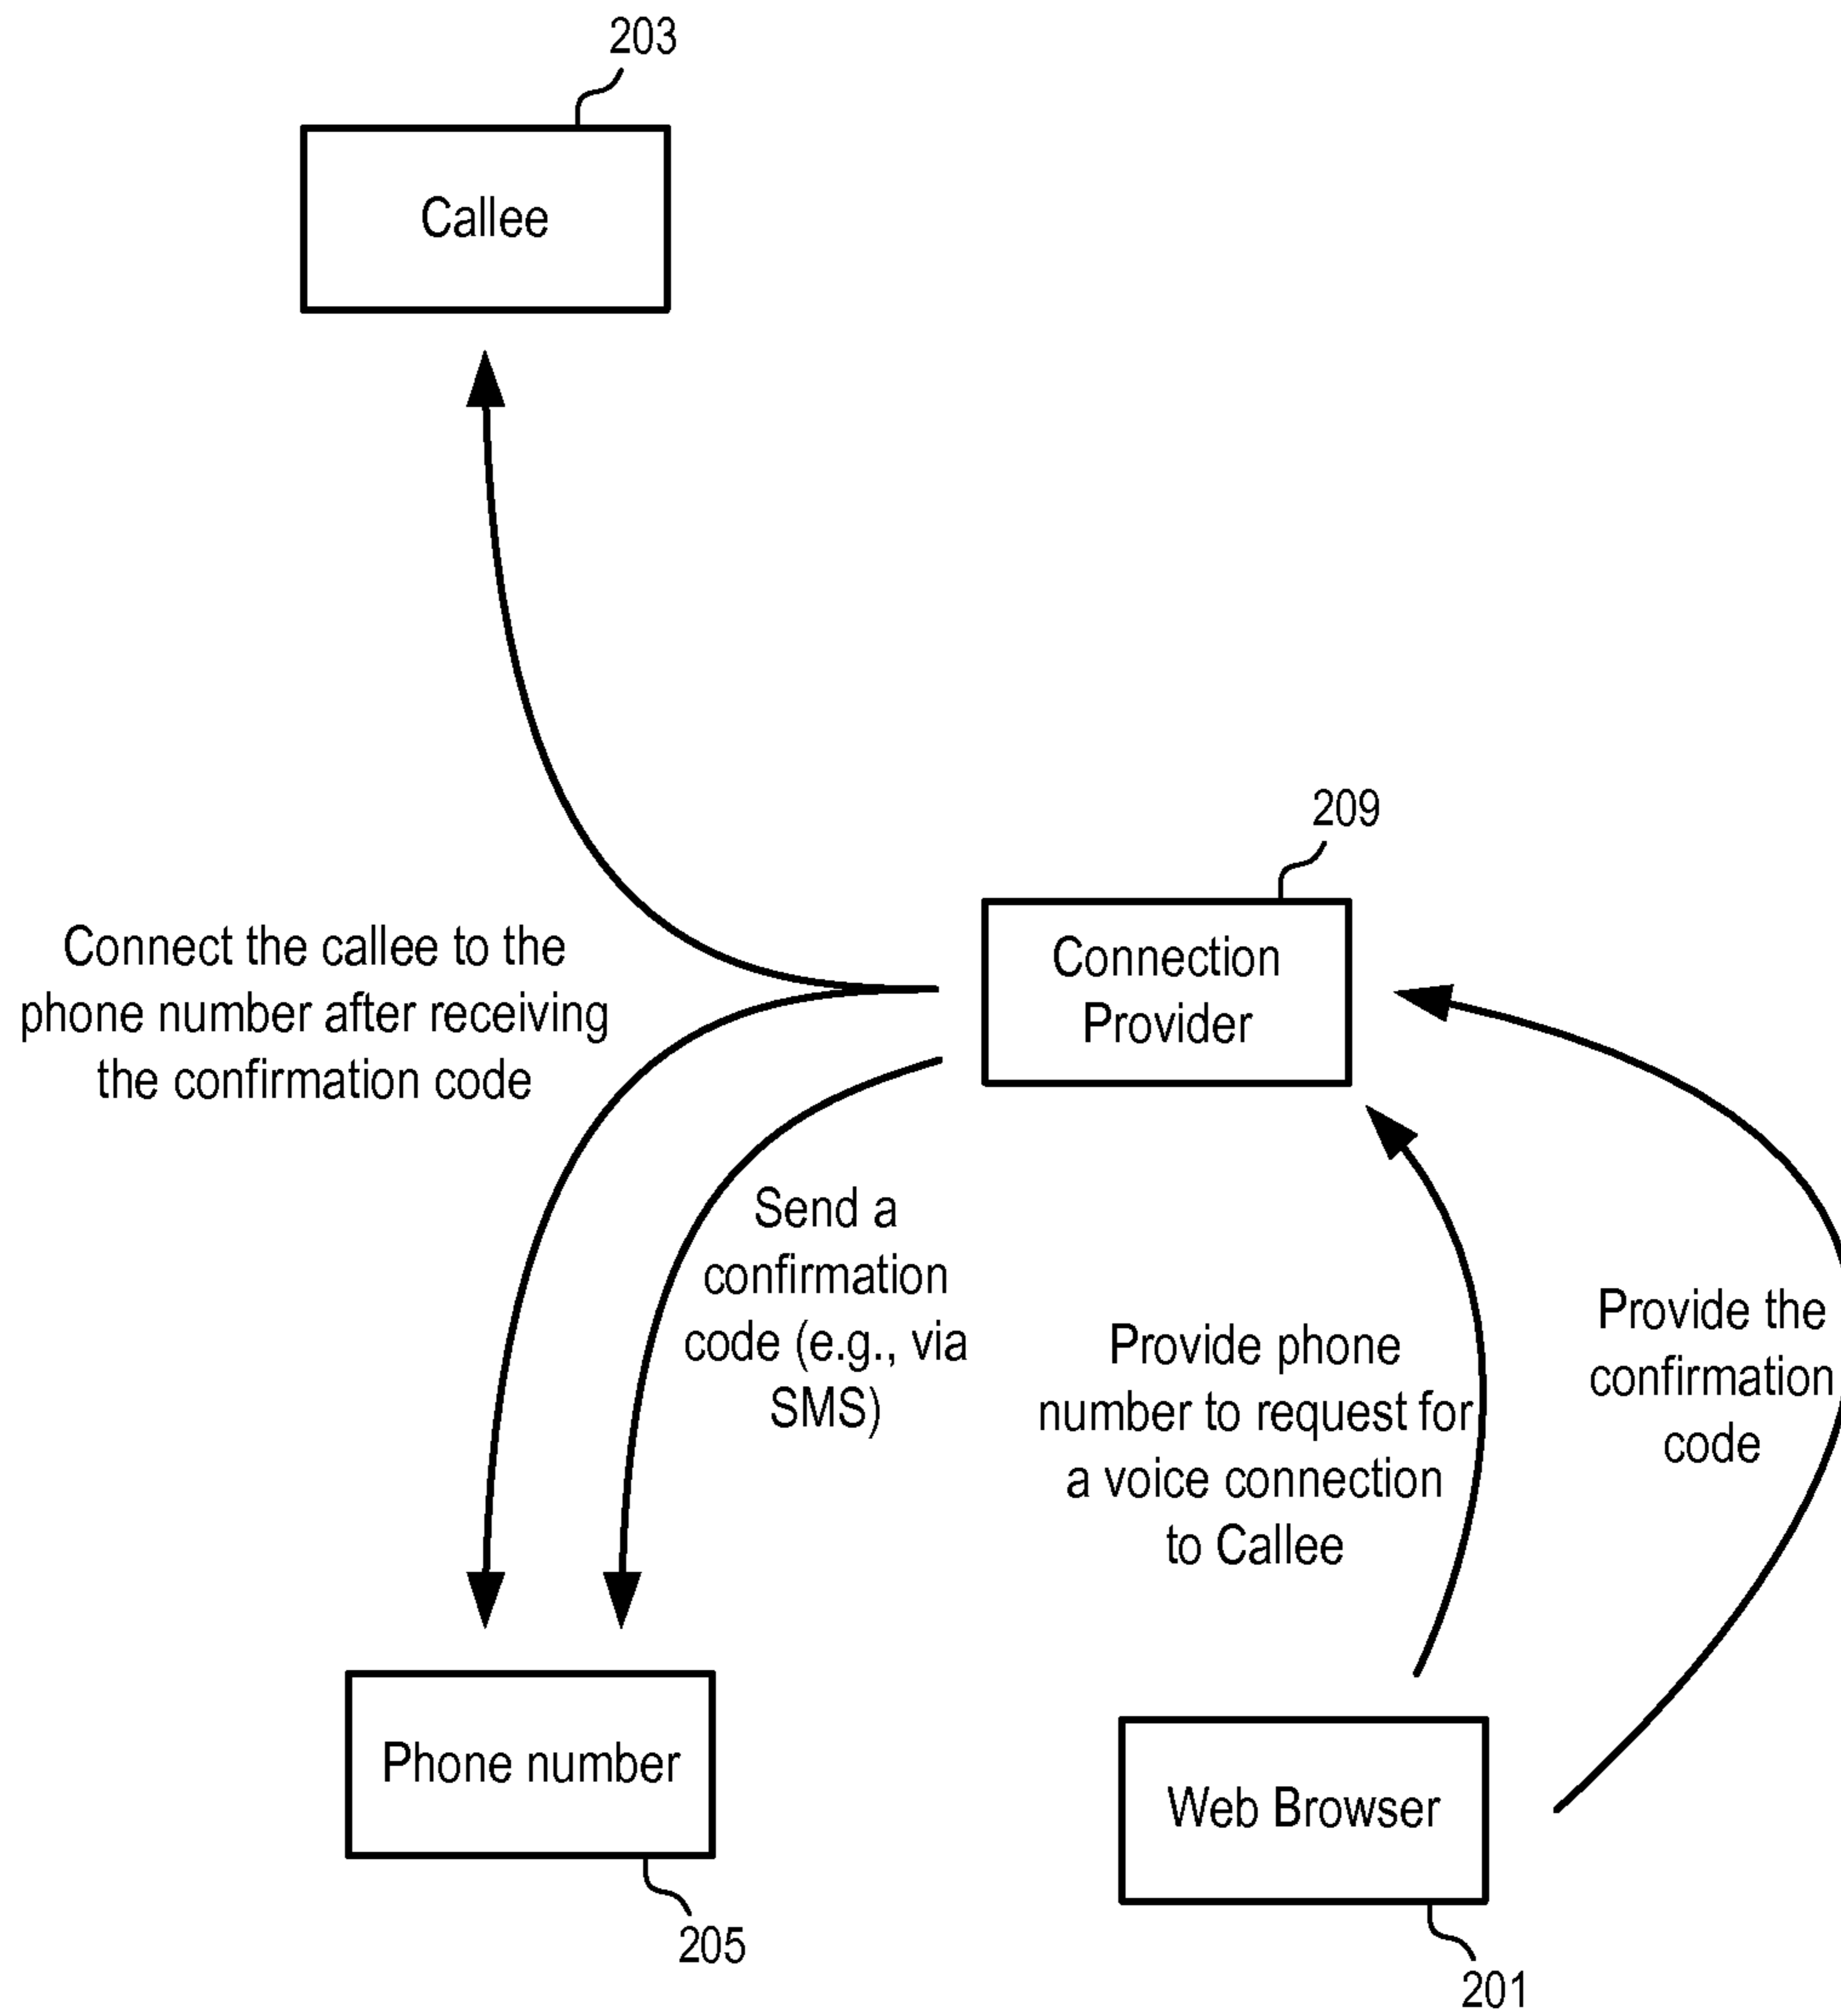 203
Callee
209
Connection
Provider
Connect the callee to the
phone number after receiving
the confirmation code
Send a
confirmation
code (e.g., via
SMS)
Provide phone
number to request for
a voice connection
to Callee
Provide the
confirmation
code
Phone number
205
Web Browser
201